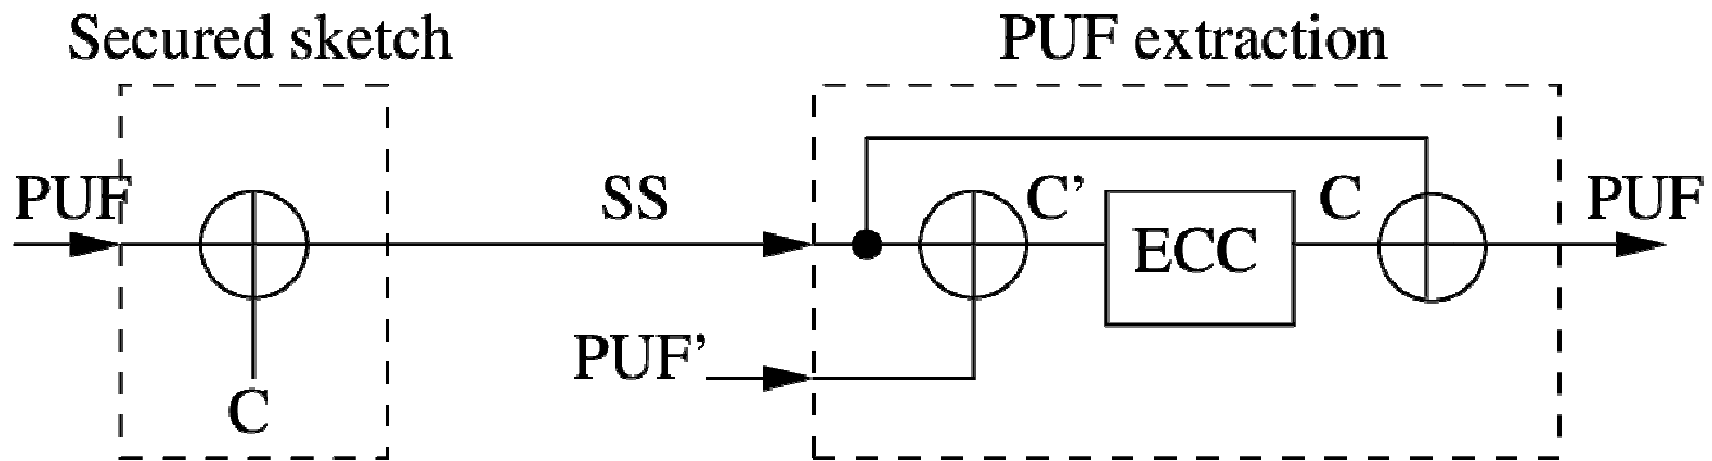 Secured sketch
PUF extraction
PUF
SS
C'
ECC
C
PUF
PUF'
C